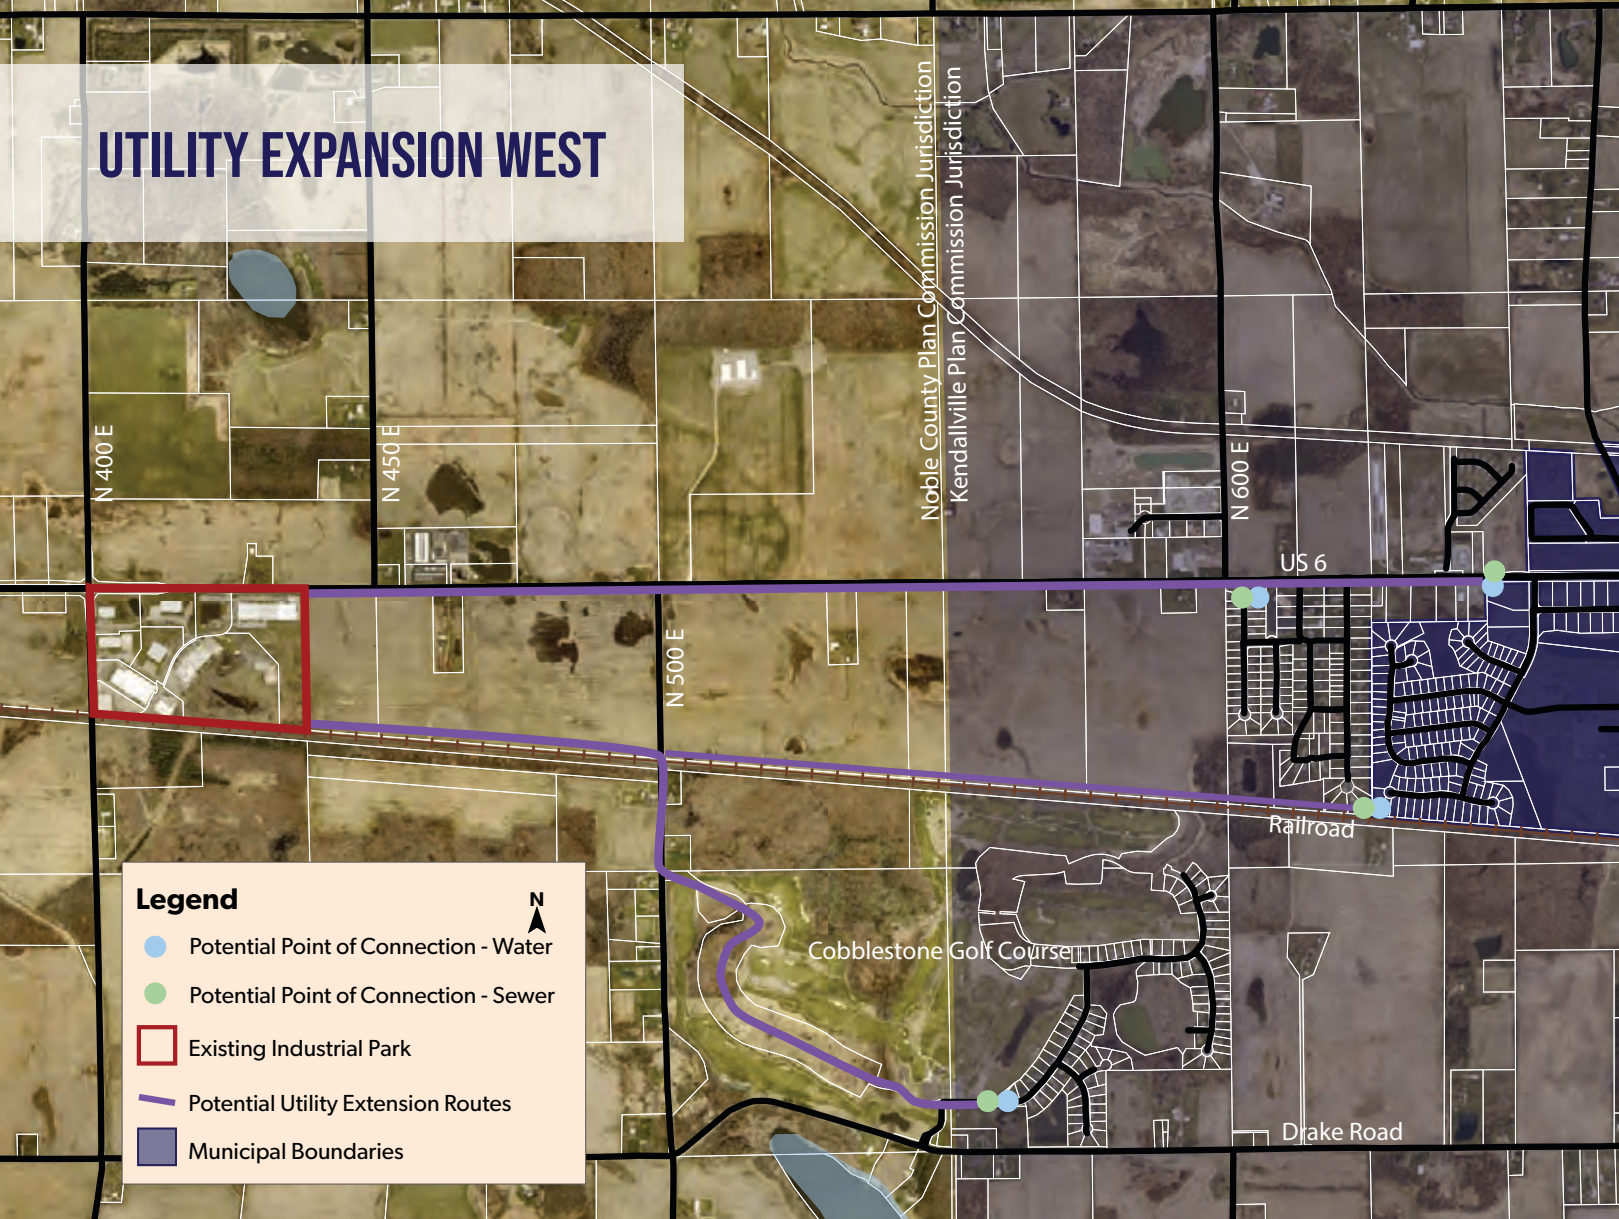 UTILITY EXPANSION WEST
Noble County Plan Commission Jurisdiction
Kendallville Plan Commission Jurisdiction
N 400 E
N 450 E
N 600 E
US 6
N 500 E
Railroad
Cobblestone Golf Course
Drake Road
Legend
N
Potential Point of Connection - Water
Potential Point of Connection - Sewer
Existing Industrial Park
Potential Utility Extension Routes
Municipal Boundaries